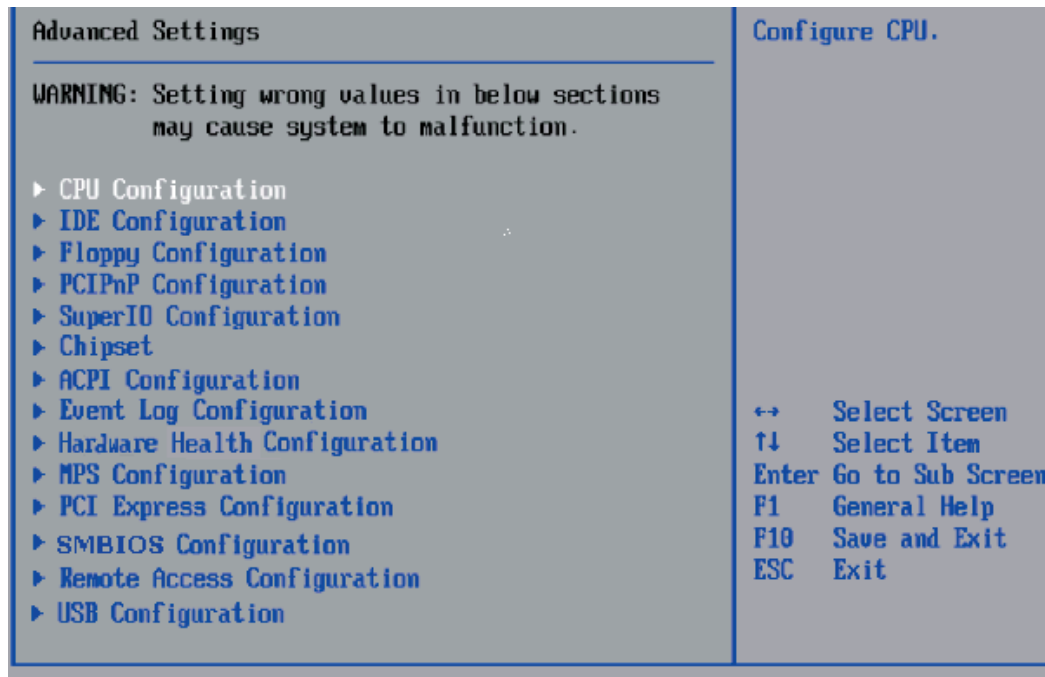 Advanced Settings
WARNING: Setting wrong values in below sections
may cause system to malfunction.
CPU Configuration
IDE Configuration
Floppy Configuration
PCIPnP Configuration
SuperIO Configuration
Chipset
ACPI Configuration
Event Log Configuration
Hardware Health Configuration
MPS Configuration
PCI Express Configuration
SMBIOS Configuration
Remote Access Configuration
USB Configuration
Configure CPU.
↔ Select Screen
↑↓ Select Item
Enter Go to Sub Screen
F1 General Help
F10 Save and Exit
ESC Exit